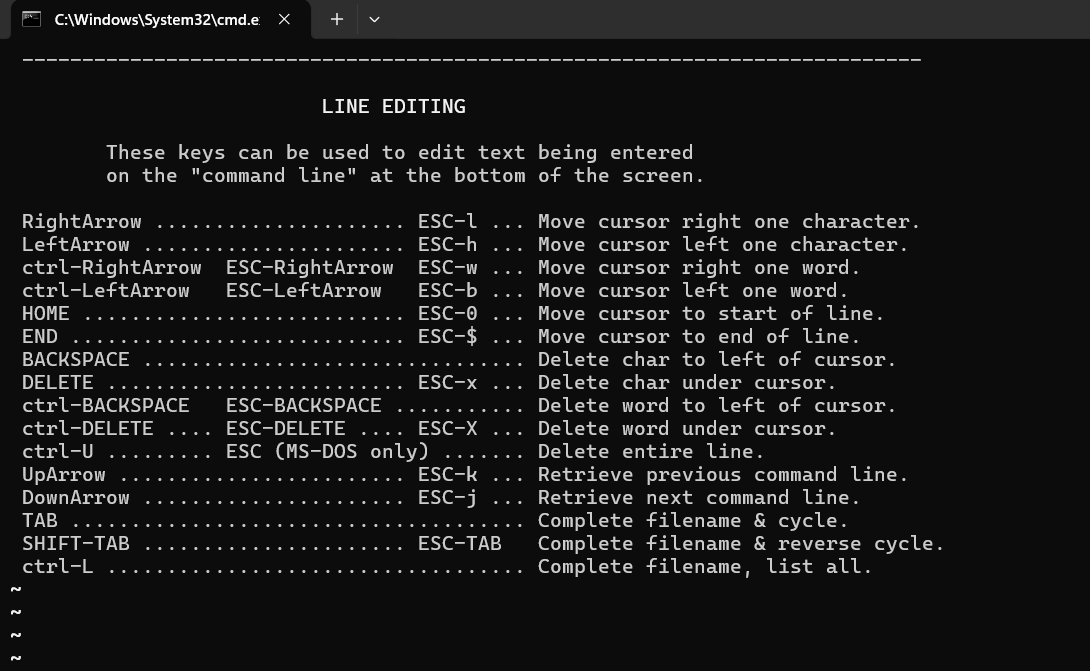 C:\Windows\System32\cmd.e
---------------------------------------------------------------------------
LINE EDITING
These keys can be used to edit text being entered
on the "command line" at the bottom of the screen.
RightArrow ..................... ESC-l ... Move cursor right one character.
LeftArrow ...................... ESC-h ... Move cursor left one character.
ctrl-RightArrow  ESC-RightArrow  ESC-w ... Move cursor right one word.
ctrl-LeftArrow   ESC-LeftArrow   ESC-b ... Move cursor left one word.
HOME ........................... ESC-0 ... Move cursor to start of line.
END ............................ ESC-$ ... Move cursor to end of line.
BACKSPACE ................................ Delete char to left of cursor.
DELETE ......................... ESC-x ... Delete char under cursor.
ctrl-BACKSPACE   ESC-BACKSPACE ........... Delete word to left of cursor.
ctrl-DELETE .... ESC-DELETE .... ESC-X ... Delete word under cursor.
ctrl-U ......... ESC (MS-DOS only) ....... Delete entire line.
UpArrow ........................ ESC-k ... Retrieve previous command line.
DownArrow ...................... ESC-j ... Retrieve next command line.
TAB ...................................... Complete filename & cycle.
SHIFT-TAB ...................... ESC-TAB   Complete filename & reverse cycle.
ctrl-L ................................... Complete filename, list all.
~
~
~
~